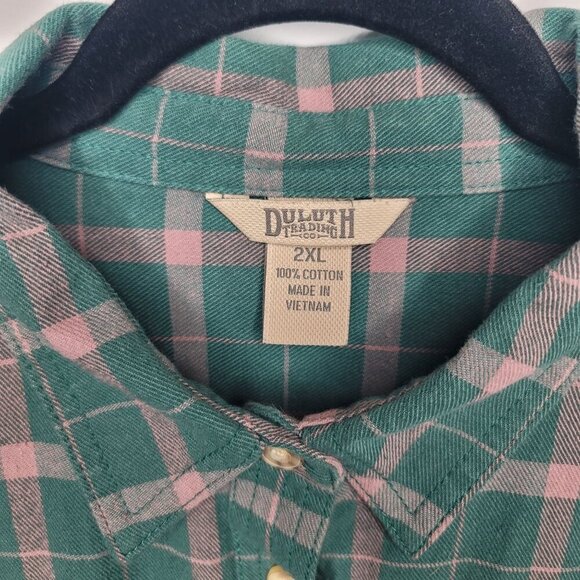 DULUTH
TRADING
CO
2XL
100% COTTON
MADE IN
VIETNAM